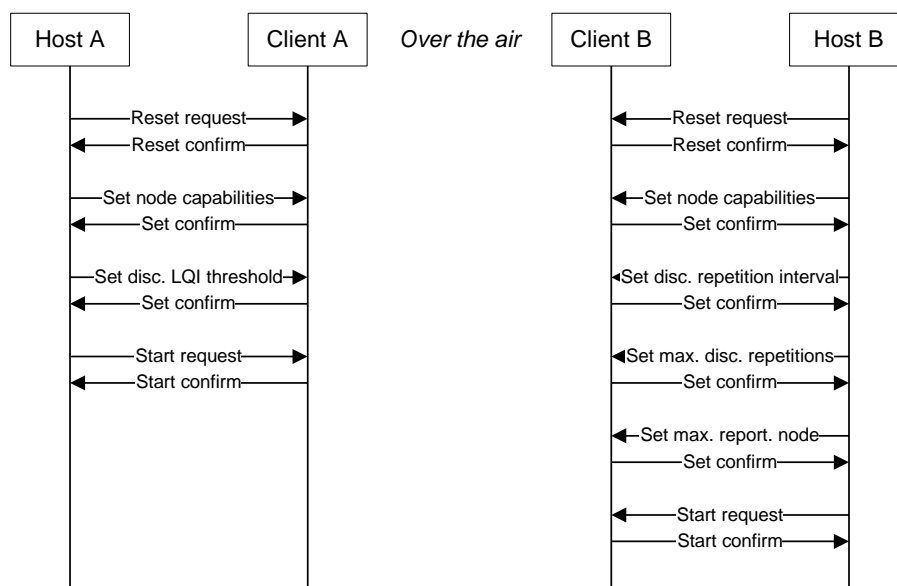 Host A Client A Over the air Client B Host B
Reset request Reset request
Reset confirm Reset confirm
Set node capabilities Set node capabilities
Set confirm Set confirm
Set disc. LQI threshold Set disc. repetition interval
Set confirm Set confirm
Start request Set max. disc. repetitions
Start confirm Set confirm
Set max. report. node
Set confirm
Start request
Start confirm